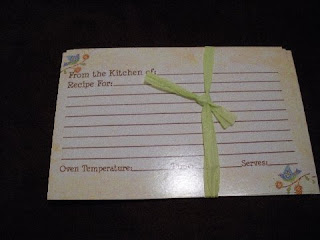 From the Kitchen of:
Recipe For:
Oven Temperature: Serves: